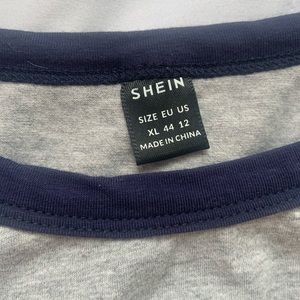 SHEIN
SIZE EU US
XL 44 12
MADE IN CHINA